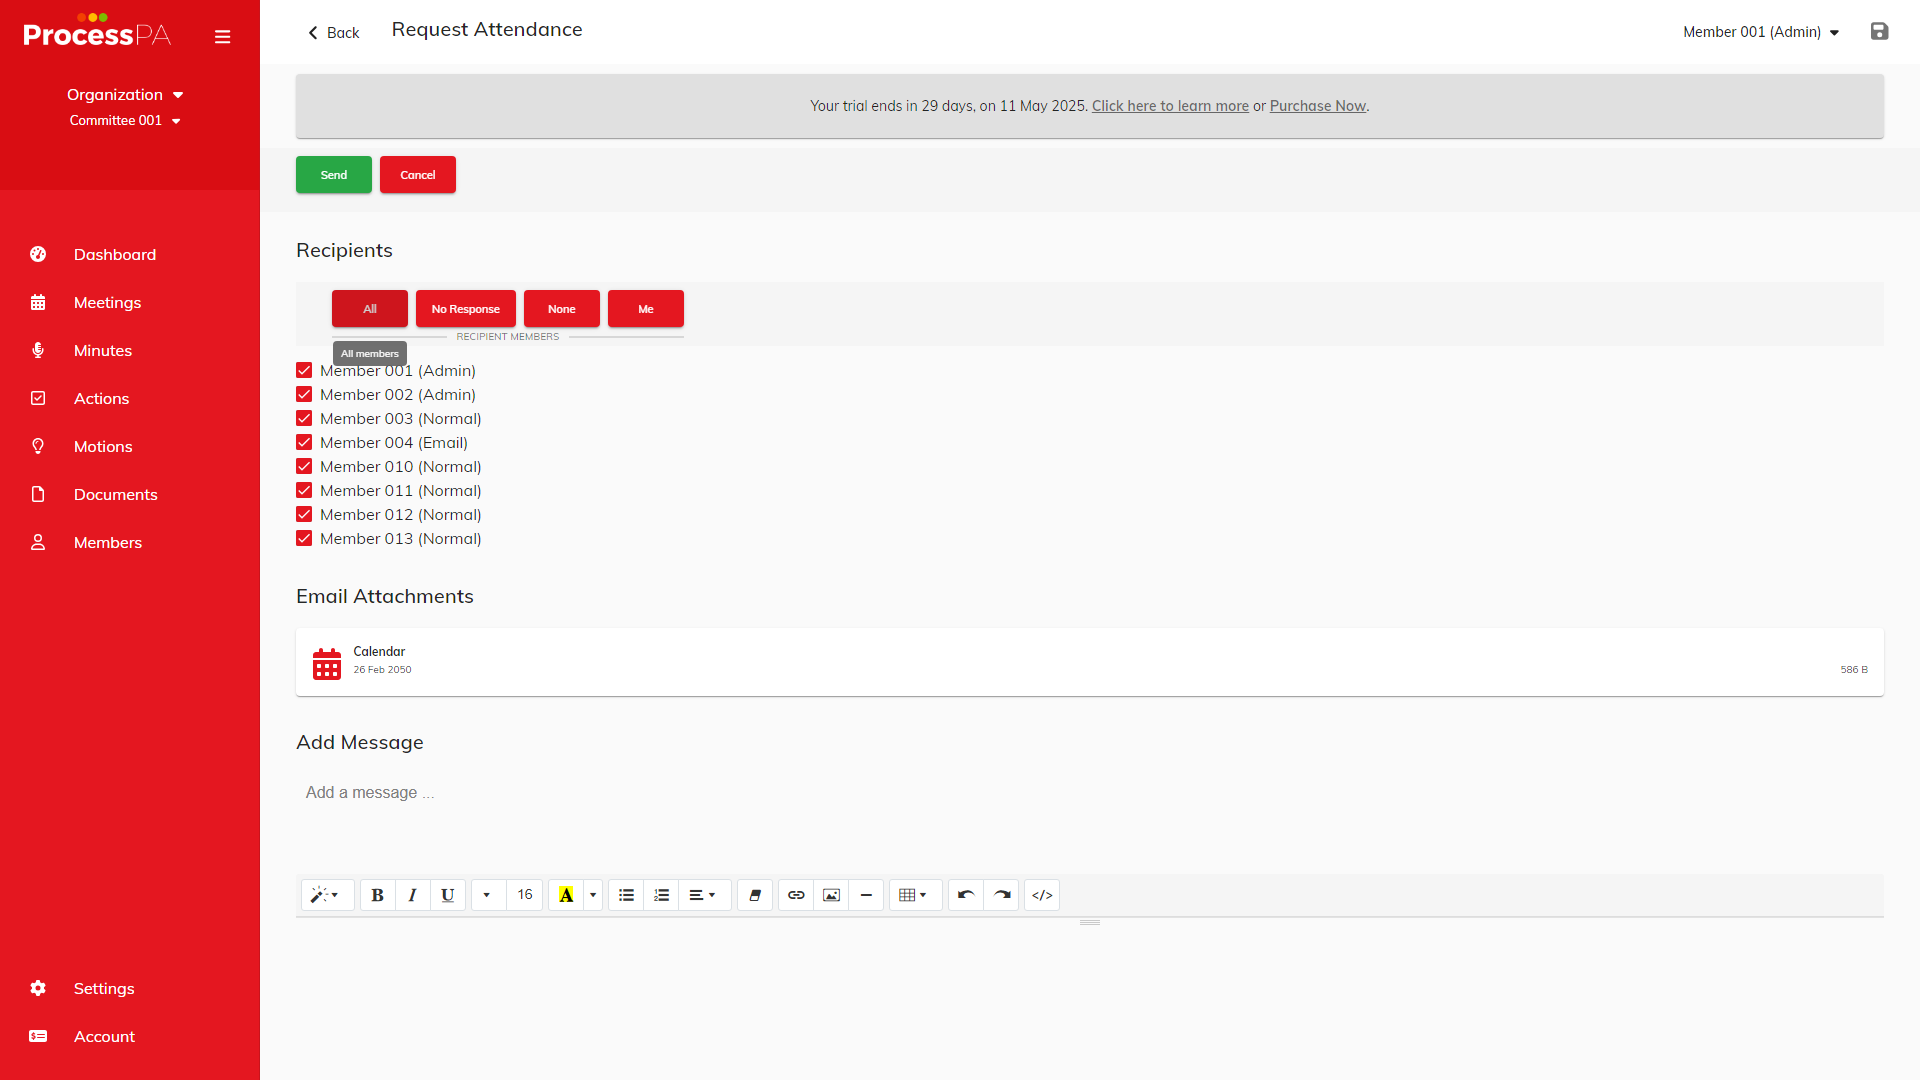 ProcessPA
Organization
Committee 001
Dashboard
Meetings
Minutes
Actions
Motions
Documents
Members
Settings
Account
Back
Request Attendance
Member 001 (Admin)
Your trial ends in 29 days, on 11 May 2025. Click here to learn more or Purchase Now.
Send
Cancel
Recipients
All
No Response
None
Me
RECIPIENT MEMBERS
All members
Member 001 (Admin)
Member 002 (Admin)
Member 003 (Normal)
Member 004 (Email)
Member 010 (Normal)
Member 011 (Normal)
Member 012 (Normal)
Member 013 (Normal)
Email Attachments
Calendar
26 Feb 2050
586 B
Add Message
Add a message ...
B I U 16 A </>